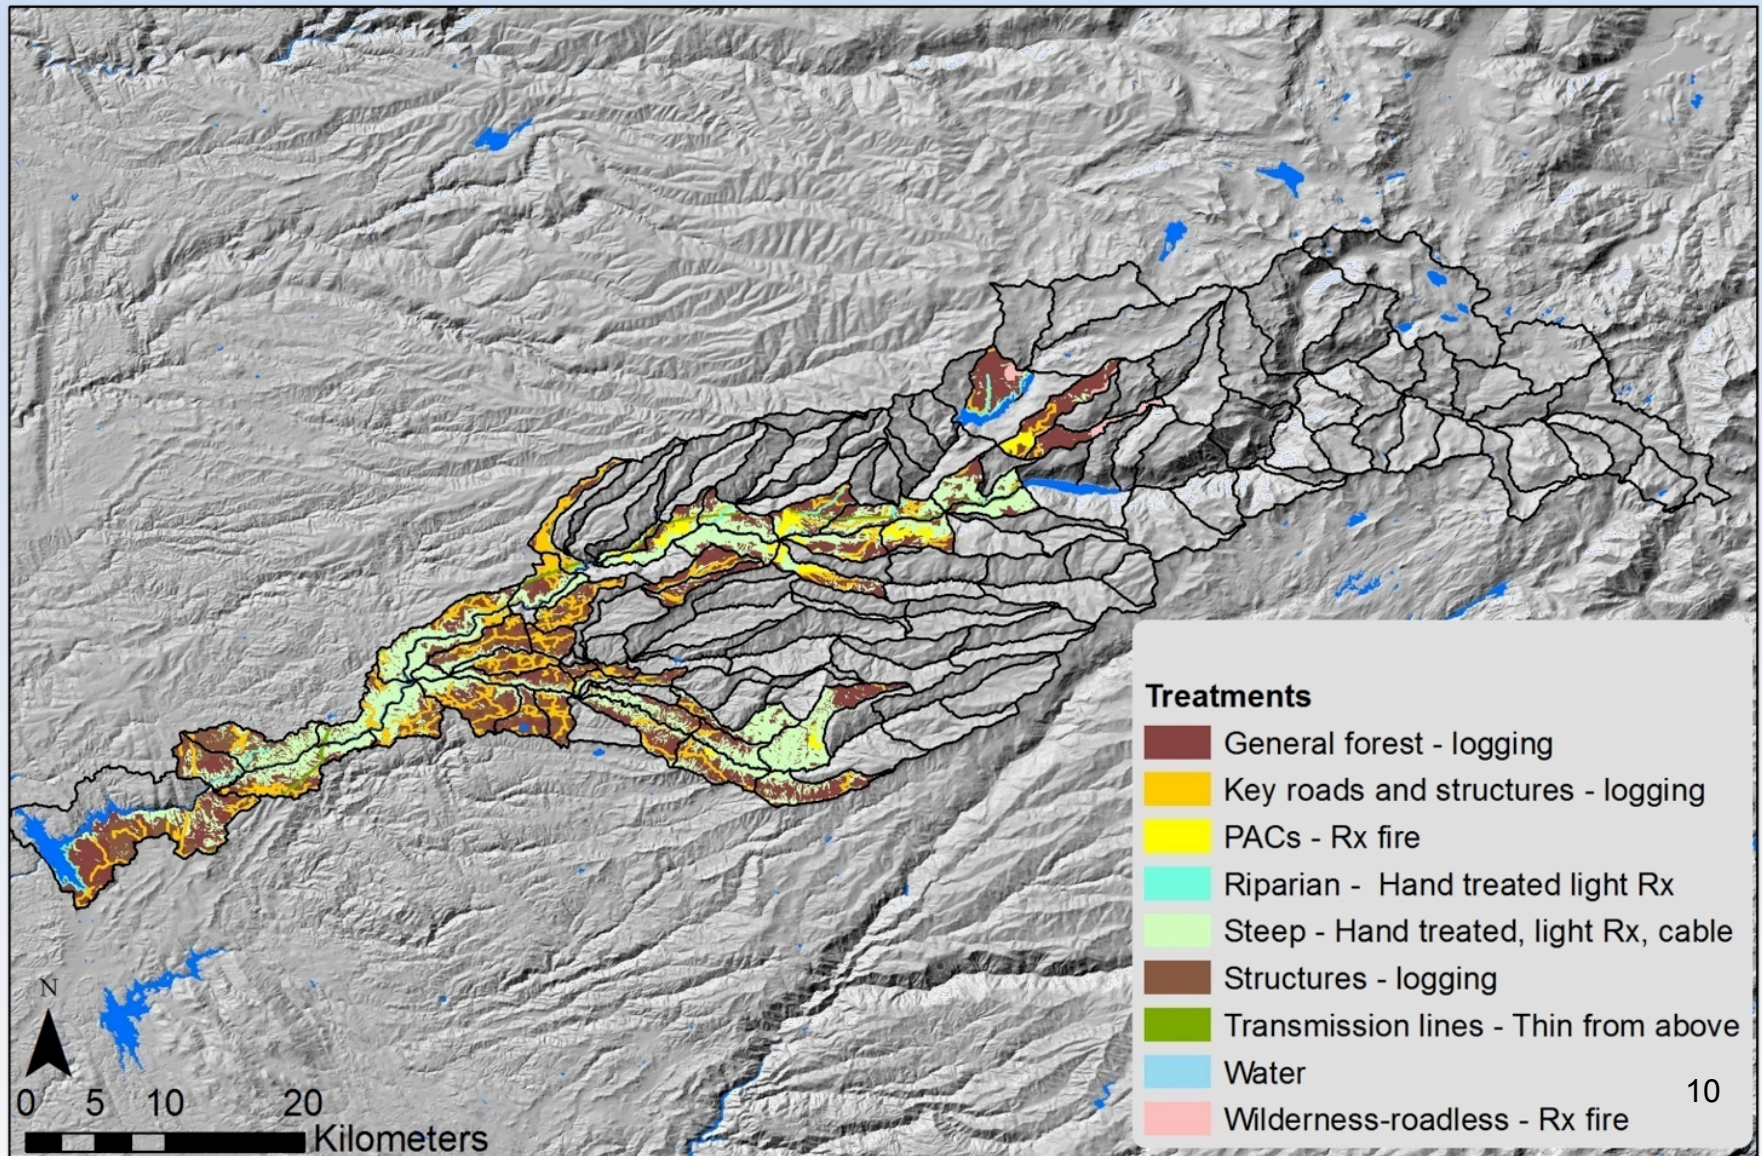 Treatments
General forest - logging
Key roads and structures - logging
PACs - Rx fire
Riparian -  Hand treated light Rx
Steep - Hand treated, light Rx, cable
Structures - logging
Transmission lines - Thin from above
Water
Wilderness-roadless - Rx fire
10
N
0 5 10 20
Kilometers